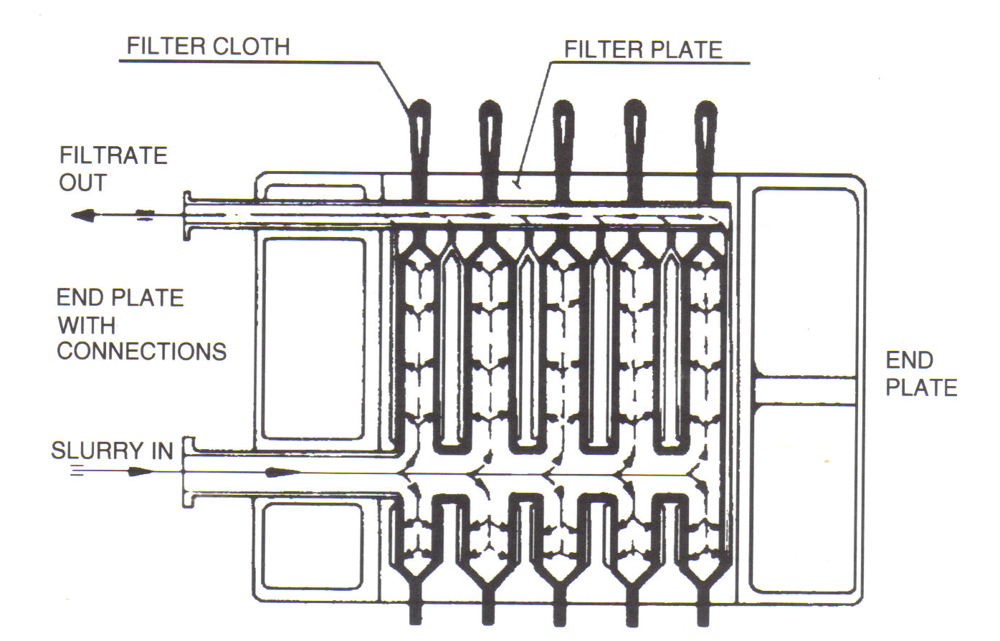 FILTER CLOTH
FILTER PLATE
FILTRATE
OUT
END PLATE
WITH
CONNECTIONS
END
PLATE
SLURRY IN